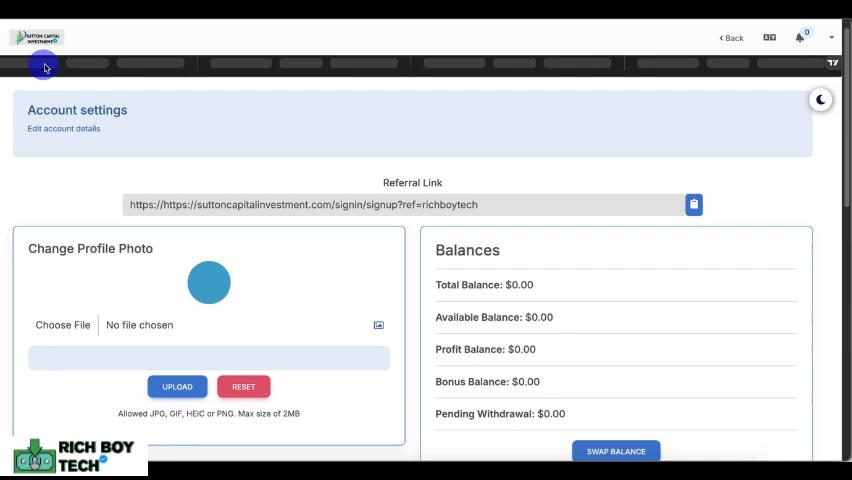 SUTTON CAPITAL
INVESTMENT
Back
0
Account settings
Edit account details
Referral Link
https://https://suttoncapitalinvestment.com/signin/signup?ref=richboytech
Change Profile Photo
Choose File No file chosen
UPLOAD RESET
Allowed JPG, GIF, HEIC or PNG. Max size of 2MB
Balances
Total Balance: $0.00
Available Balance: $0.00
Profit Balance: $0.00
Bonus Balance: $0.00
Pending Withdrawal: $0.00
SWAP BALANCE
RICH BOY
TECH